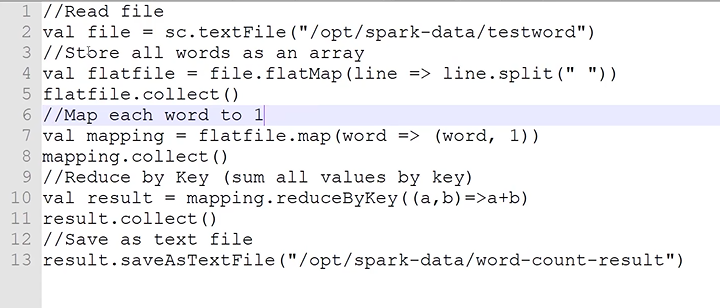 1 //Read file
2 val file = sc.textFile("/opt/spark-data/testword")
3 //Store all words as an array
4 val flatfile = file.flatMap(line => line.split(" "))
5 flatfile.collect()
6 //Map each word to 1
7 val mapping = flatfile.map(word => (word, 1))
8 mapping.collect()
9 //Reduce by Key (sum all values by key)
10 val result = mapping.reduceByKey((a,b)=>a+b)
11 result.collect()
12 //Save as text file
13 result.saveAsTextFile("/opt/spark-data/word-count-result")